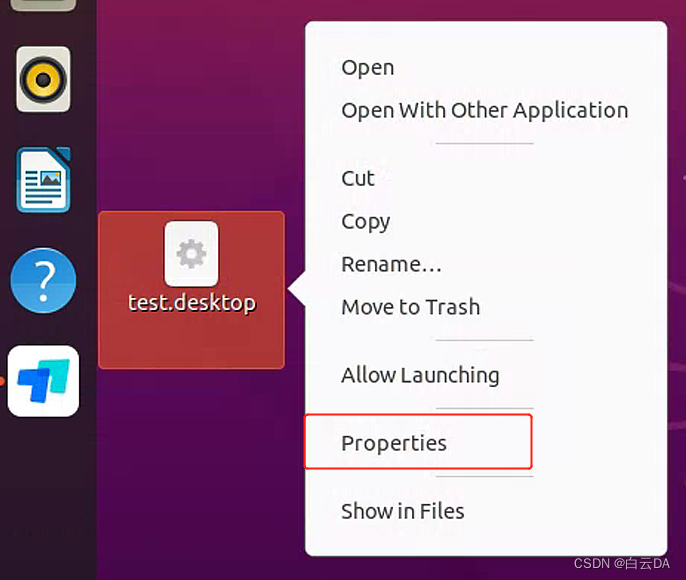 Open
Open With Other Application
Cut
Copy
Rename...
Move to Trash
Allow Launching
Properties
Show in Files
test.desktop
?
CSDN @白云DA